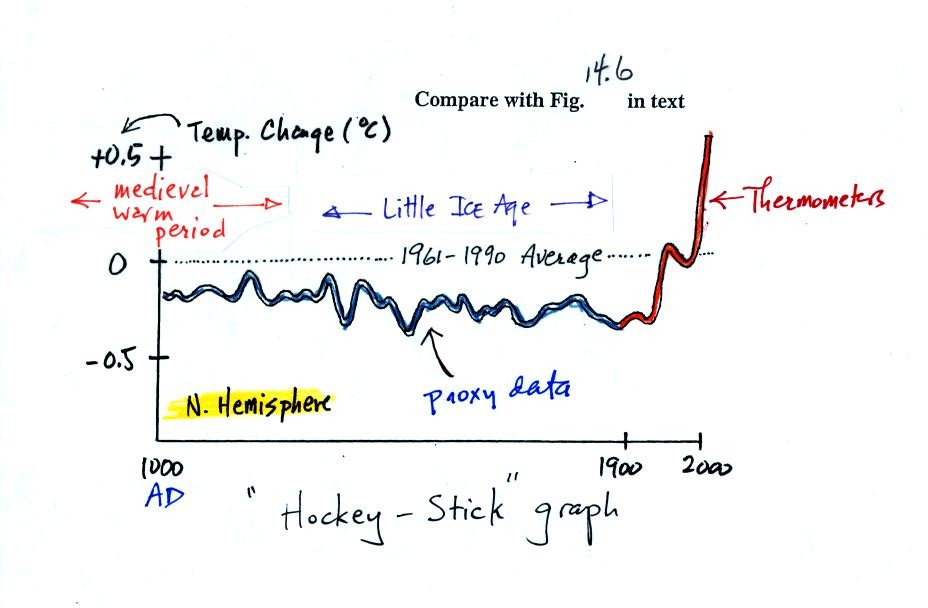 14.6
Compare with Fig. in text
Temp. Change (°C)
+0.5
medievel
warm
period
Little Ice Age
Thermometers
0
1961-1990 Average
-0.5
proxy data
N. Hemisphere
1000
AD
1900
2000
"Hockey-Stick" graph